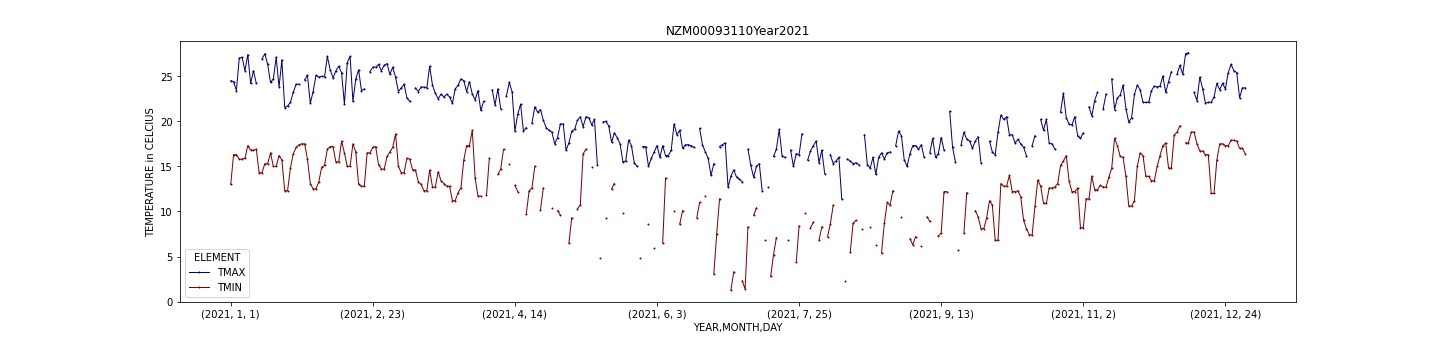 NZM00093110Year2021
TEMPERATURE in CELCIUS
25
20
15
10
5
0
ELEMENT
TMAX
TMIN
(2021, 1, 1) (2021, 2, 23) (2021, 4, 14) (2021, 6, 3) (2021, 7, 25) (2021, 9, 13) (2021, 11, 2) (2021, 12, 24)
YEAR,MONTH,DAY